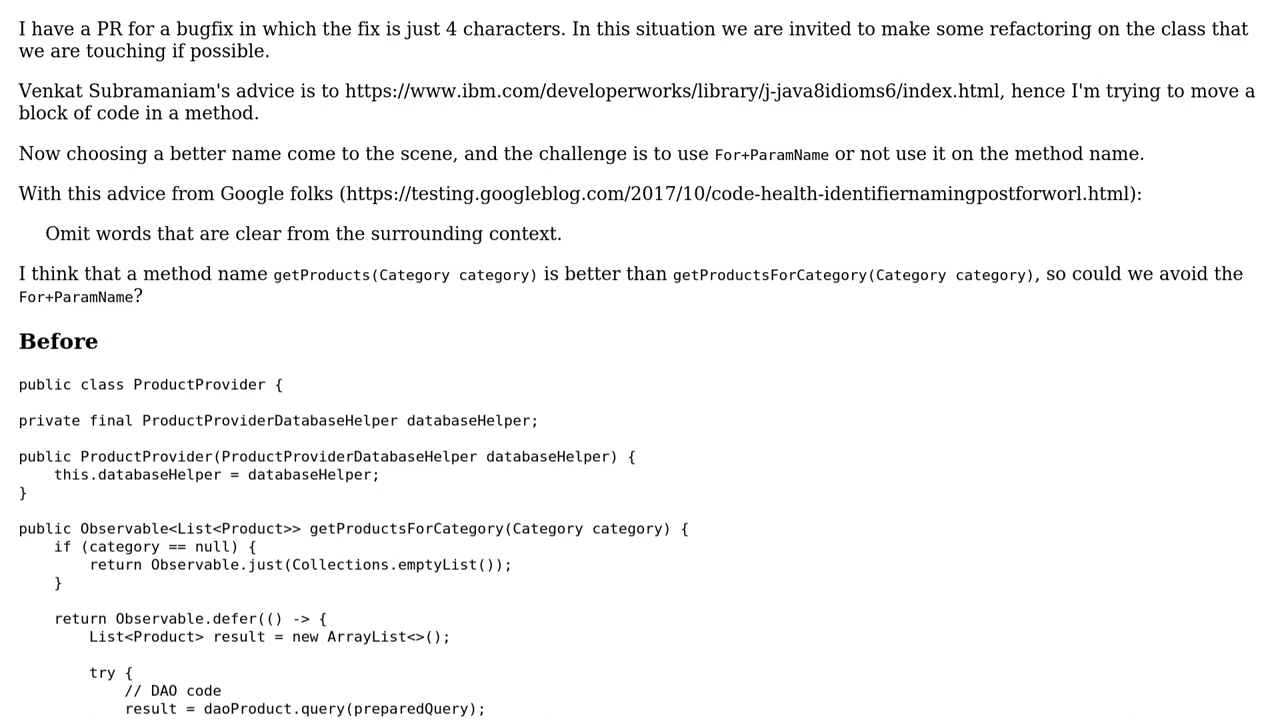 I have a PR for a bugfix in which the fix is just 4 characters. In this situation we are invited to make some refactoring on the class that
we are touching if possible.
Venkat Subramaniam's advice is to https://www.ibm.com/developerworks/library/j-java8idioms6/index.html, hence I'm trying to move a
block of code in a method.
Now choosing a better name come to the scene, and the challenge is to use For+ParamName or not use it on the method name.
With this advice from Google folks (https://testing.googleblog.com/2017/10/code-health-identifiernamingpostforworl.html):
Omit words that are clear from the surrounding context.
I think that a method name getProducts(Category category) is better than getProductsForCategory(Category category), so could we avoid the
For+ParamName?
Before
public class ProductProvider {
private final ProductProviderDatabaseHelper databaseHelper;
public ProductProvider(ProductProviderDatabaseHelper databaseHelper) {
    this.databaseHelper = databaseHelper;
}
public Observable<List<Product>> getProductsForCategory(Category category) {
    if (category == null) {
        return Observable.just(Collections.emptyList());
    }
    return Observable.defer(() -> {
        List<Product> result = new ArrayList<>();
        try {
            // DAO code
            result = daoProduct.query(preparedQuery);